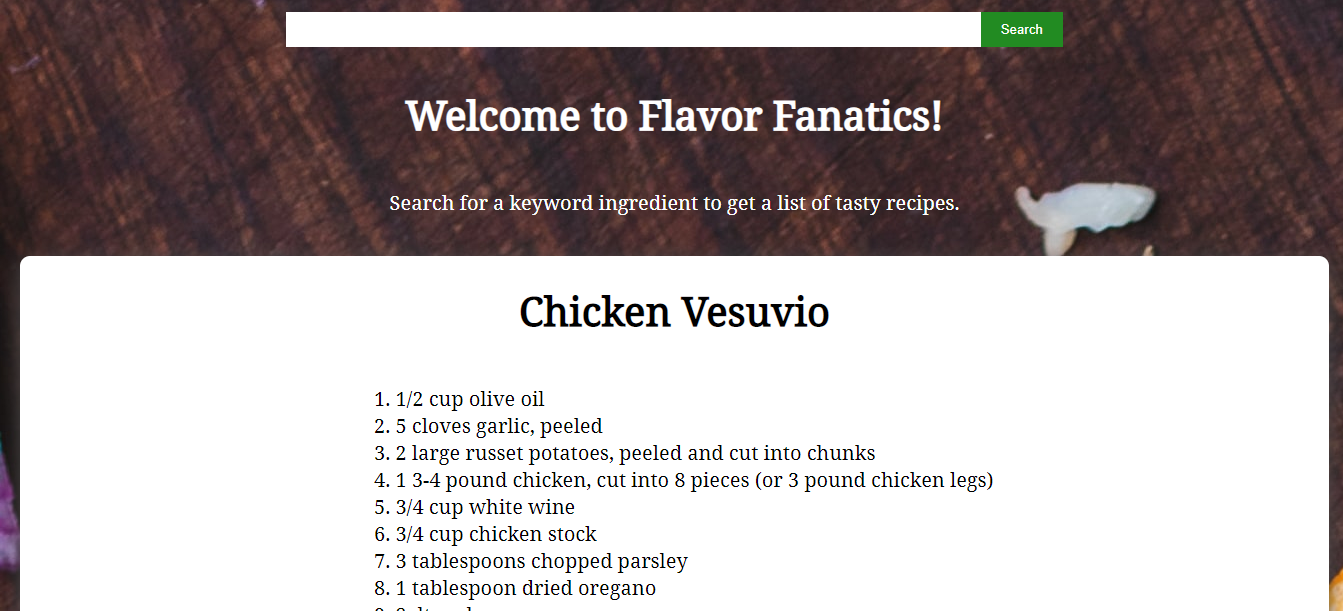 Search
Welcome to Flavor Fanatics!
Search for a keyword ingredient to get a list of tasty recipes.
Chicken Vesuvio
1. 1/2 cup olive oil
2. 5 cloves garlic, peeled
3. 2 large russet potatoes, peeled and cut into chunks
4. 1 3-4 pound chicken, cut into 8 pieces (or 3 pound chicken legs)
5. 3/4 cup white wine
6. 3/4 cup chicken stock
7. 3 tablespoons chopped parsley
8. 1 tablespoon dried oregano